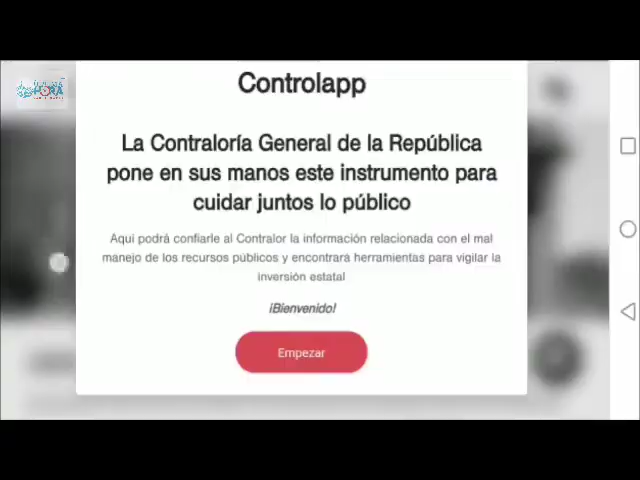 HORA
Controlapp
La Contraloría General de la República
pone en sus manos este instrumento para
cuidar juntos lo público
Aquí podrá confiarle al Contralor la información relacionada con el mal
manejo de los recursos públicos y encontrará herramientas para vigilar la
inversión estatal
¡Bienvenido!
Empezar